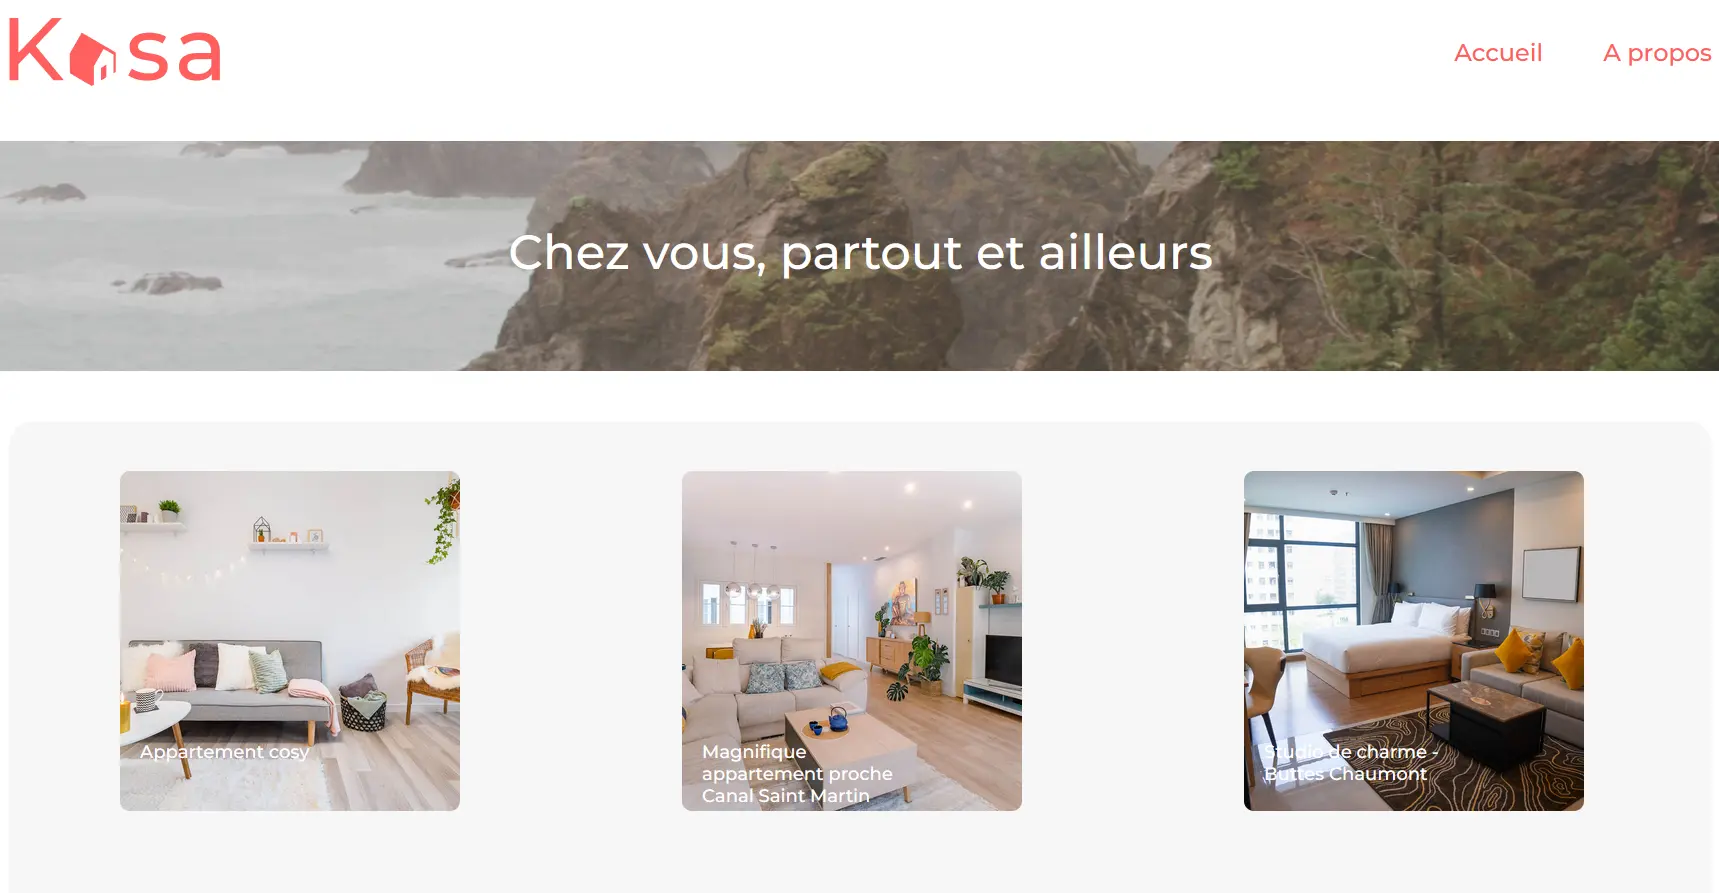 Kasa
Accueil
A propos
Chez vous, partout et ailleurs
Appartement cosy
Magnifique
appartement proche
Canal Saint Martin
Studio de charme -
Buttes Chaumont